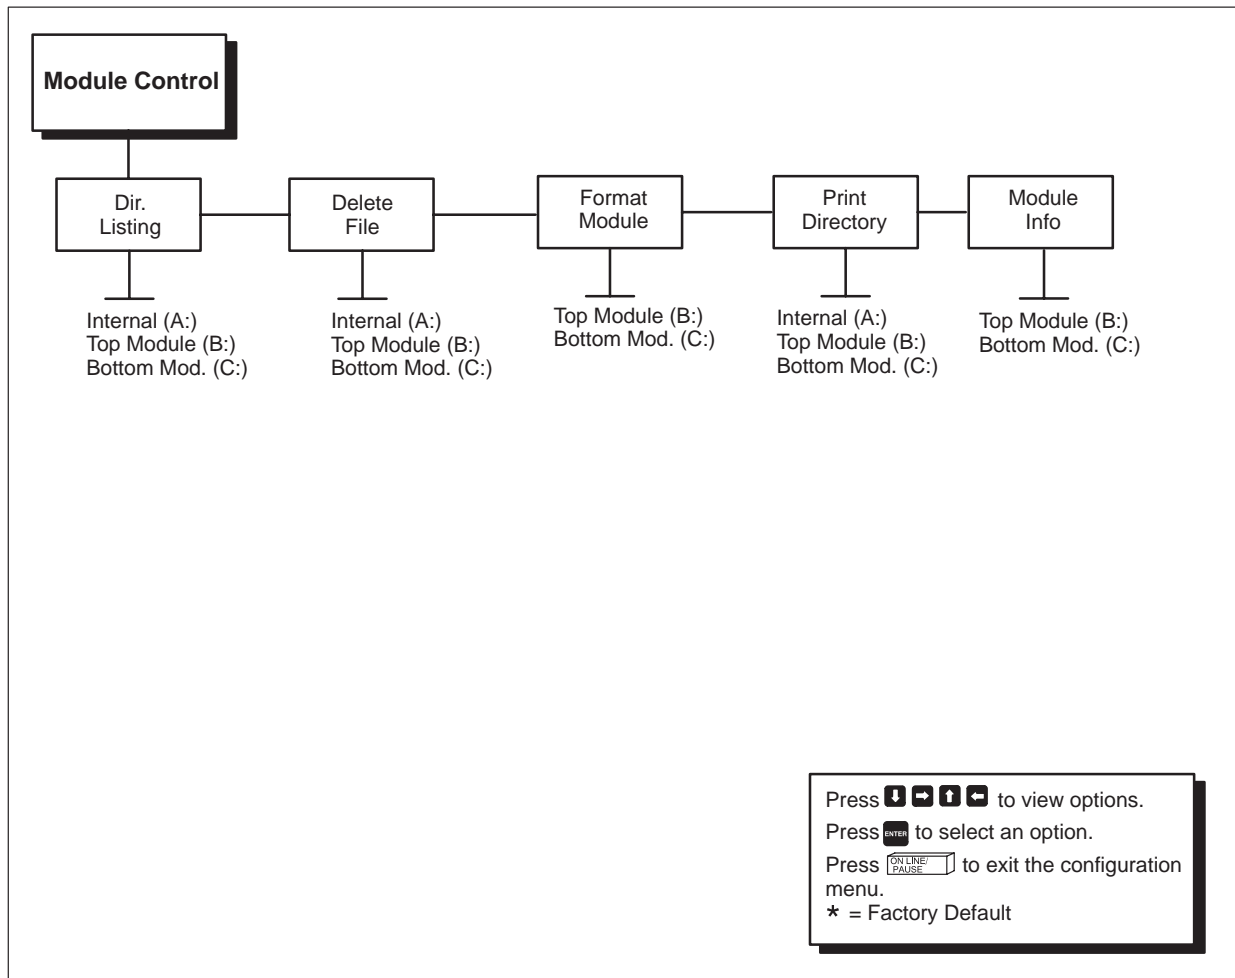 Module Control
Dir.
Listing
Delete
File
Format
Module
Print
Directory
Module
Info
Internal (A:)
Top Module (B:)
Bottom Mod. (C:)
Internal (A:)
Top Module (B:)
Bottom Mod. (C:)
Top Module (B:)
Bottom Mod. (C:)
Internal (A:)
Top Module (B:)
Bottom Mod. (C:)
Top Module (B:)
Bottom Mod. (C:)
Press to view options.
Press ENTER to select an option.
Press ON LINE/ PAUSE to exit the configuration
menu.
* = Factory Default